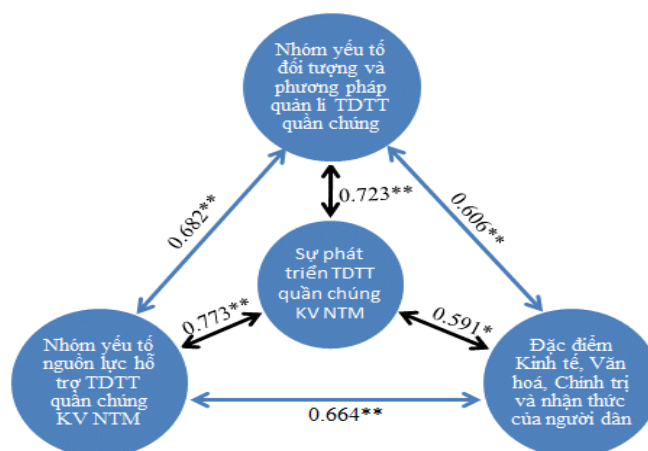 Nhóm yếu tố
đối tượng và
phương pháp
quản lí TDTT
quần chúng
0.682**
0.723**
0.606**
Sự phát
triển TDTT
quần chúng
KV NTM
0.773**
0.591*
Nhóm yếu tố
nguồn lực hỗ
trợ TDTT
quần chúng
KV NTM
0.664**
Đặc điểm
Kinh tế, Văn
hoá, Chính trị
và nhận thức
của người dân